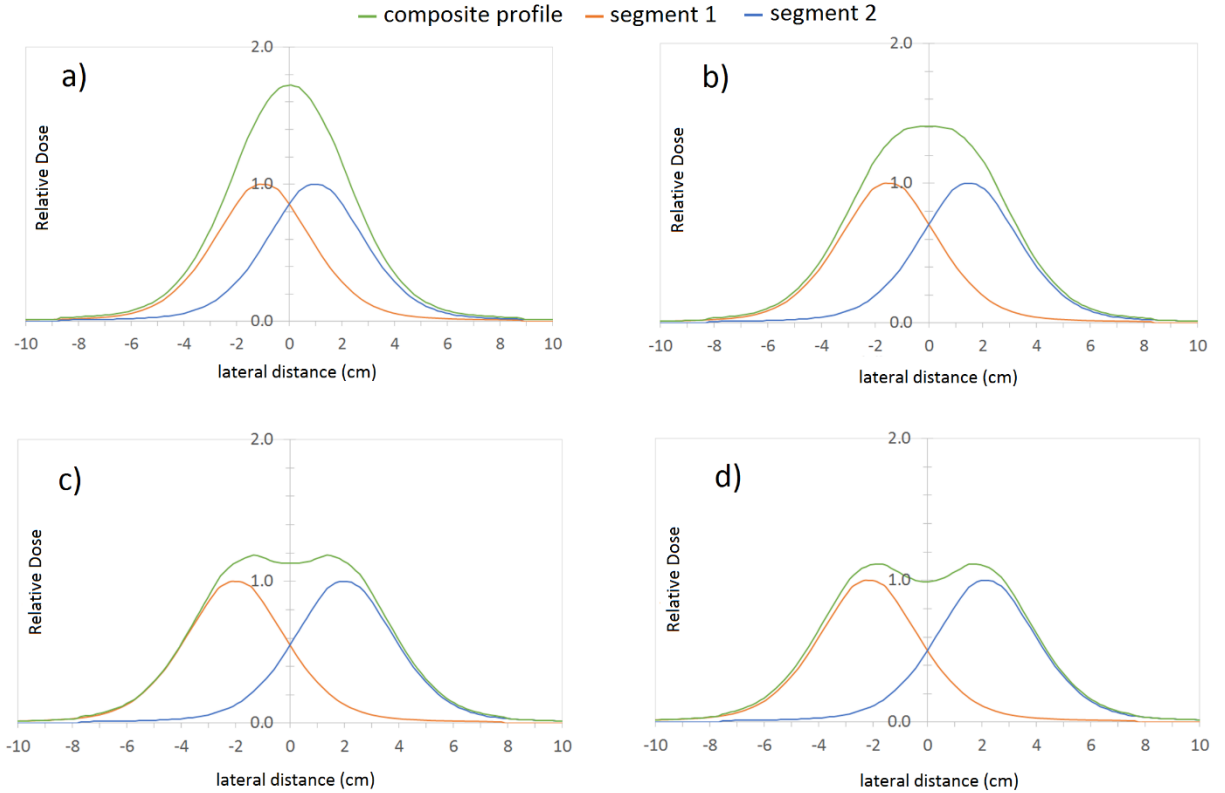 composite profile segment 1 segment 2
a)
2.0
1.0
0.0
Relative Dose
-10 -8 -6 -4 -2 0 2 4 6 8 10
lateral distance (cm)
b)
2.0
1.0
0.0
Relative Dose
-10 -8 -6 -4 -2 0 2 4 6 8 10
lateral distance (cm)
c)
2.0
1.0
0.0
Relative Dose
-10 -8 -6 -4 -2 0 2 4 6 8 10
lateral distance (cm)
d)
2.0
1.0
0.0
Relative Dose
-10 -8 -6 -4 -2 0 2 4 6 8 10
lateral distance (cm)